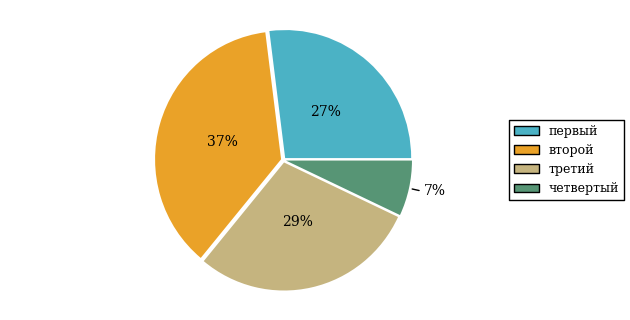 27%
37%
29%
7%
первый
второй
третий
четвертый